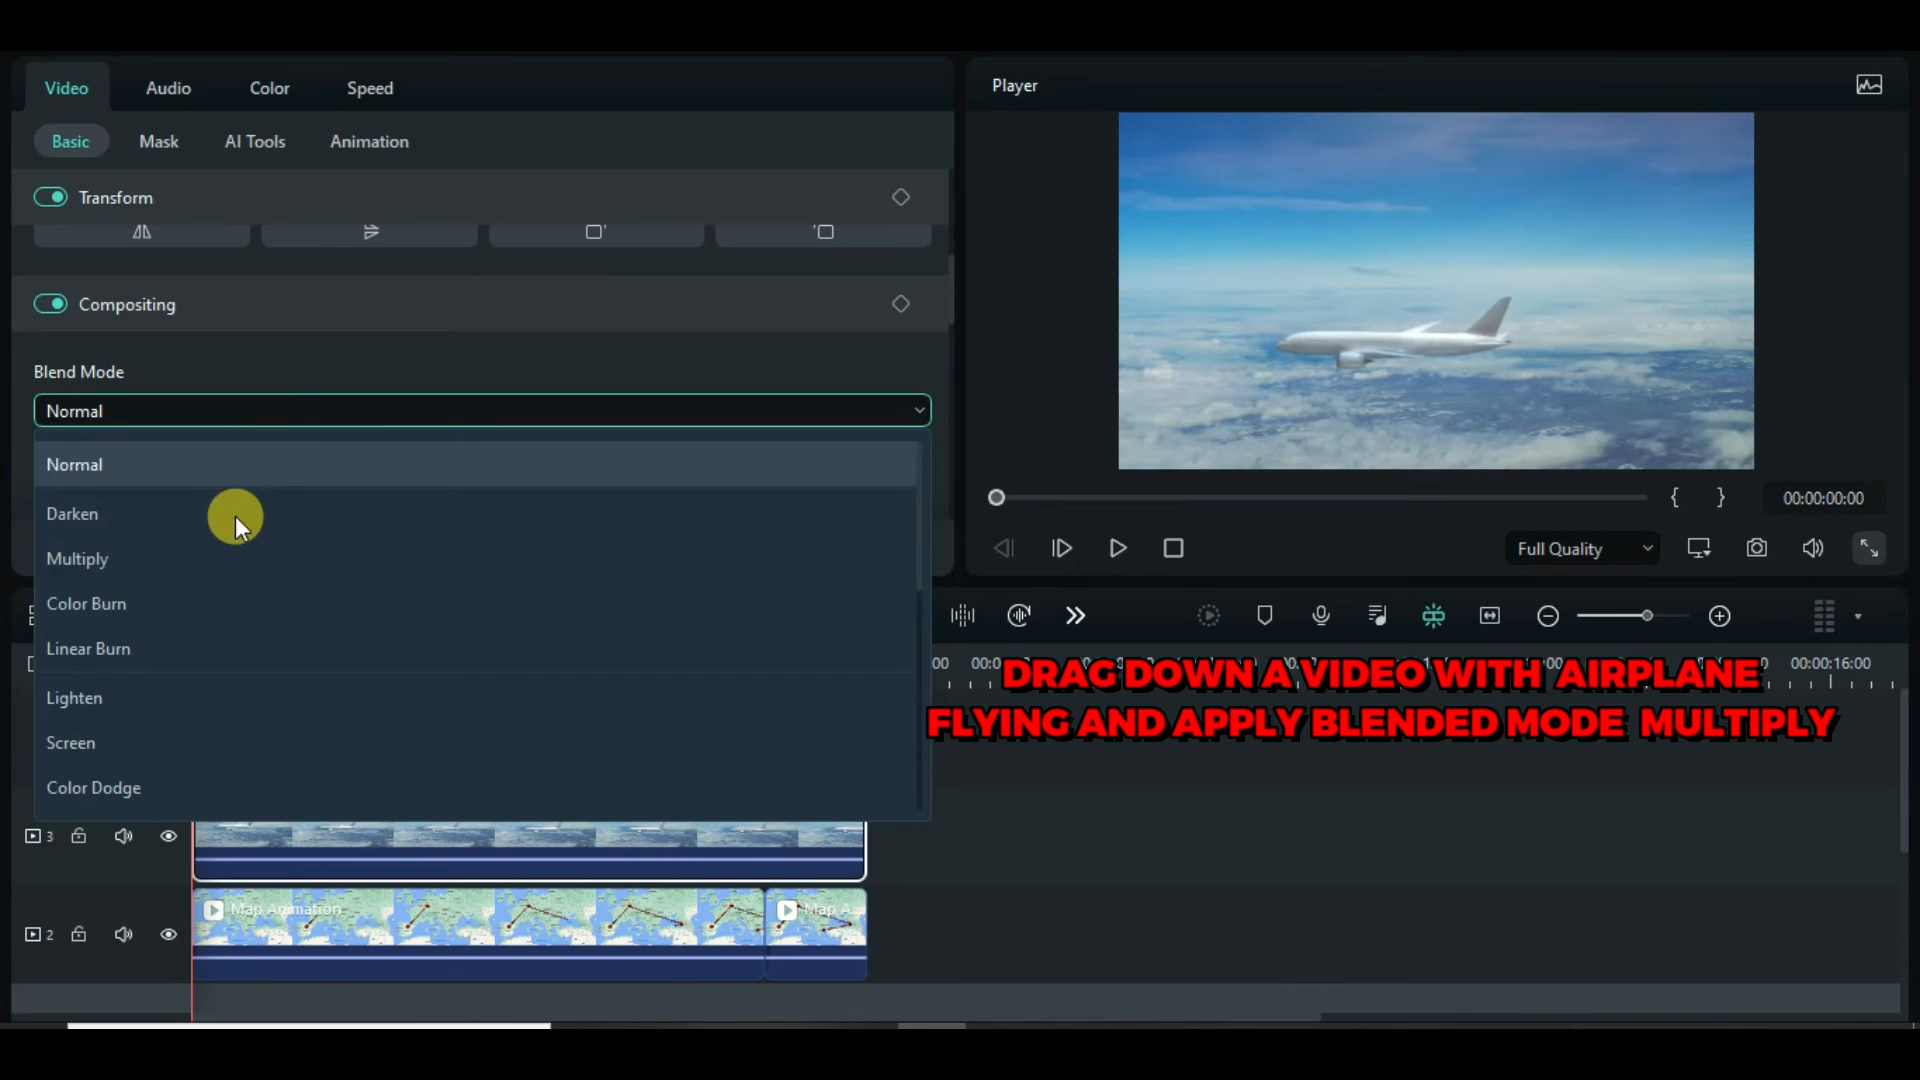 Video Audio Color Speed
Player
Basic Mask AI Tools Animation
Transform
Compositing
Blend Mode
Normal
Normal
Darken
Multiply
Color Burn
Linear Burn
Lighten
Screen
Color Dodge
{ } 00:00:00:00
Full Quality
00:00:16:00
DRAG DOWN A VIDEO WITH AIRPLANE
FLYING AND APPLY BLENDED MODE MULTIPLY
3
2 Map Animation Map A...